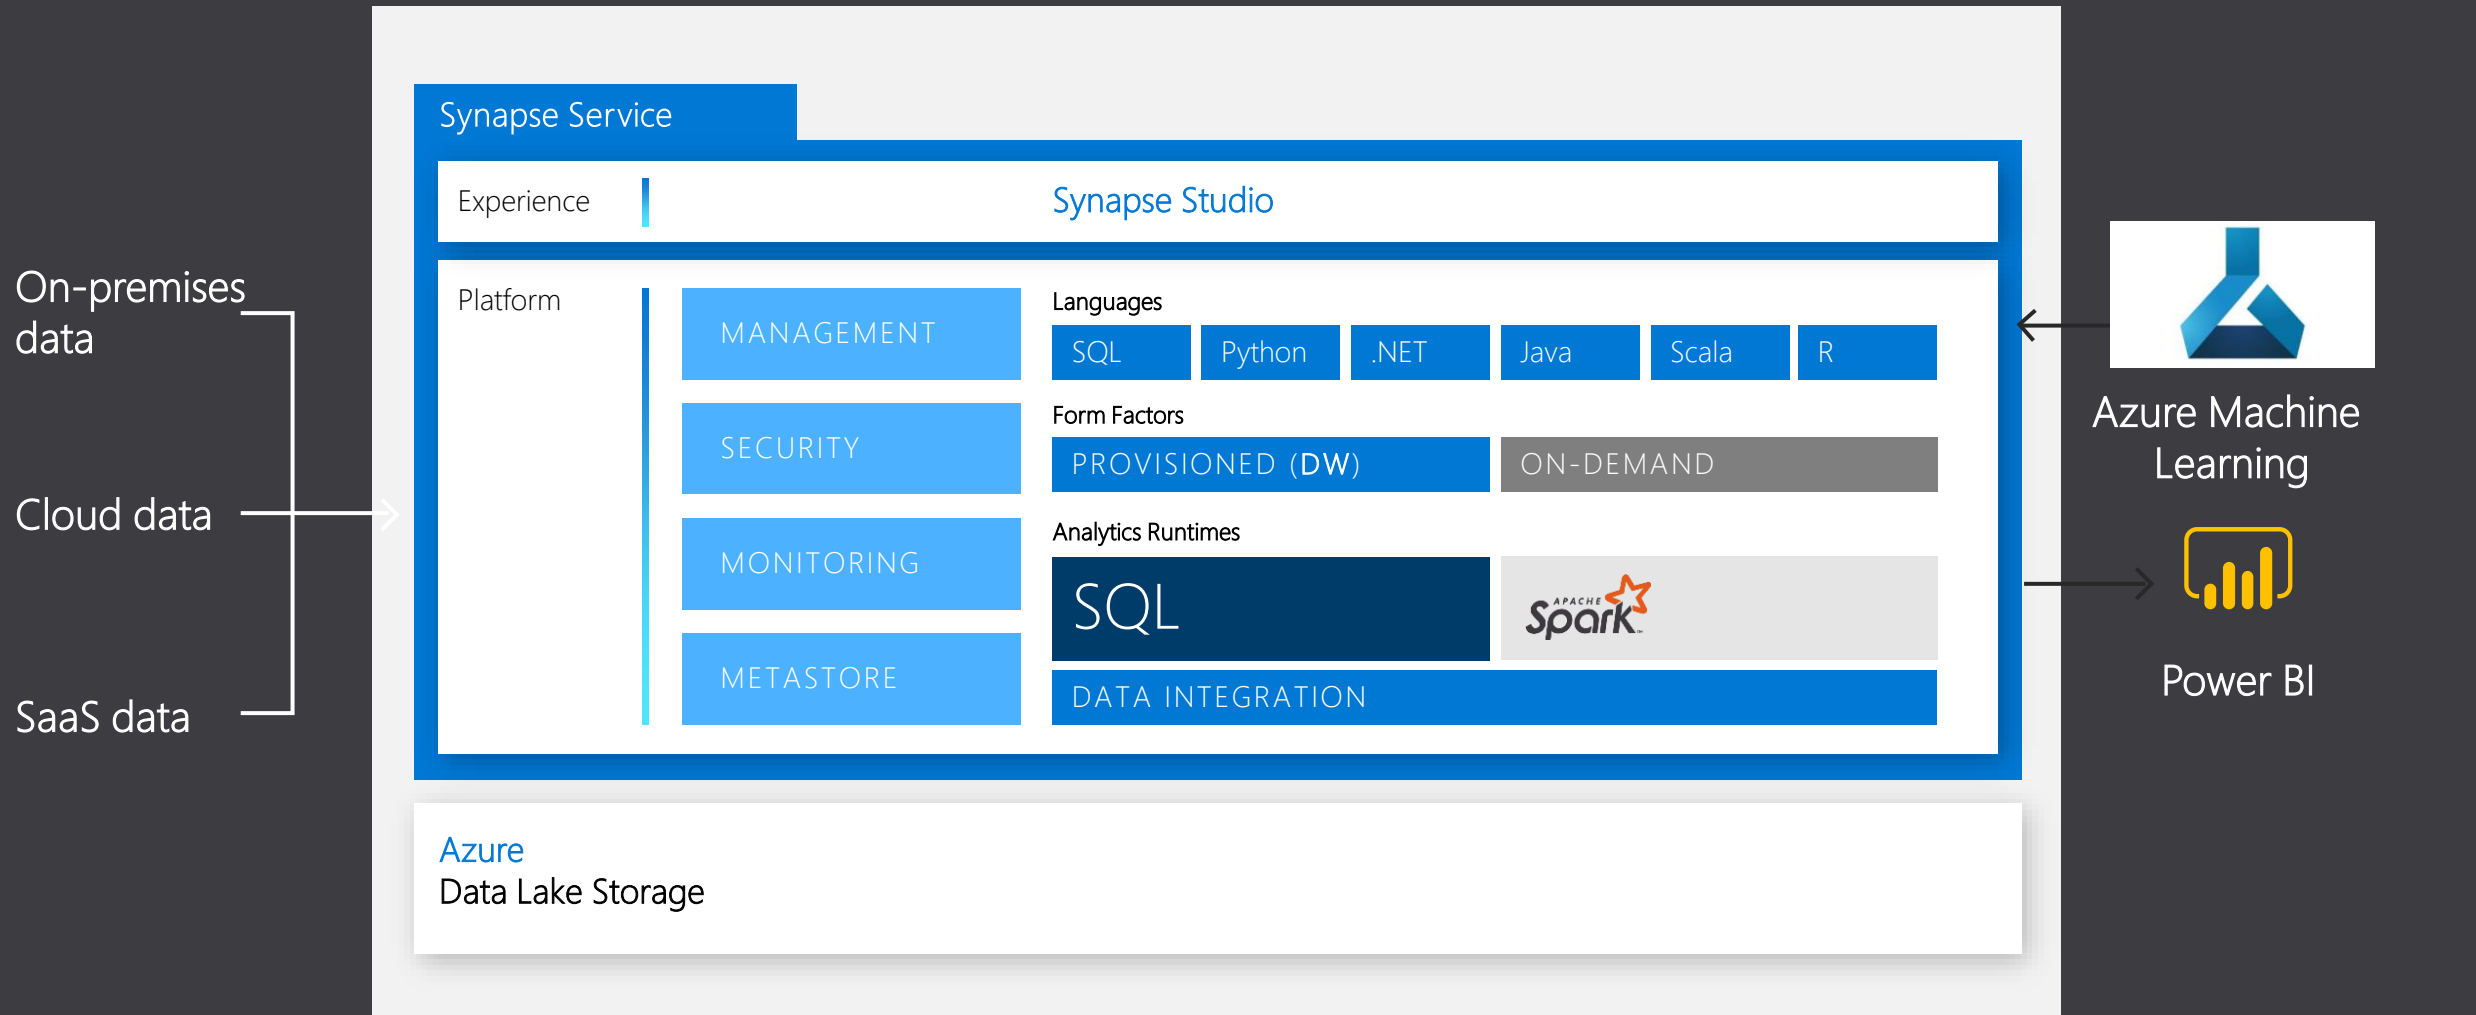 Synapse Service
Experience
Synapse Studio
On-premises
data
Cloud data
SaaS data
Platform
MANAGEMENT
SECURITY
MONITORING
METASTORE
Languages
SQL
Python
.NET
Java
Scala
R
Form Factors
PROVISIONED (DW)
ON-DEMAND
Analytics Runtimes
SQL
APACHE
Spark™
DATA INTEGRATION
Azure Machine
Learning
Power BI
Azure
Data Lake Storage